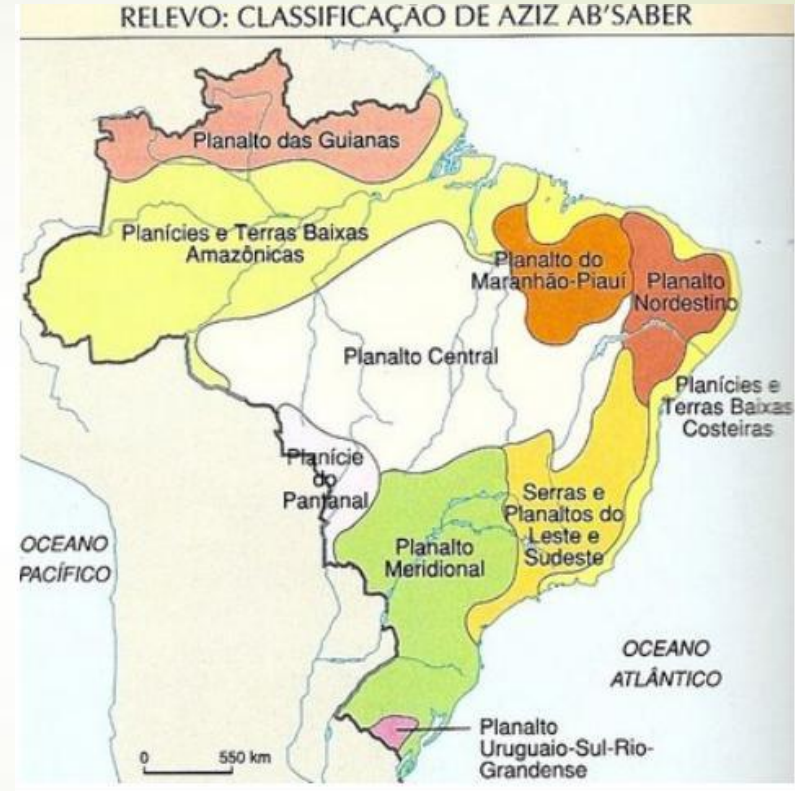 RELEVO: CLASSIFICAÇÃO DE AZIZ AB'SABER
Planalto das Guianas
Planícies e Terras Baixas
Amazônicas
Planalto do
Maranhão-Piauí
Planalto
Nordestino
Planalto Central
Planícies e
Terras Baixas
Costeiras
Planície
do
Pantanal
Serras e
Planaltos do
Leste e
Sudeste
Planalto
Meridional
OCEANO
PACÍFICO
OCEANO
ATLÂNTICO
Planalto
Uruguaio-Sul-Rio-
Grandense
0 550 km